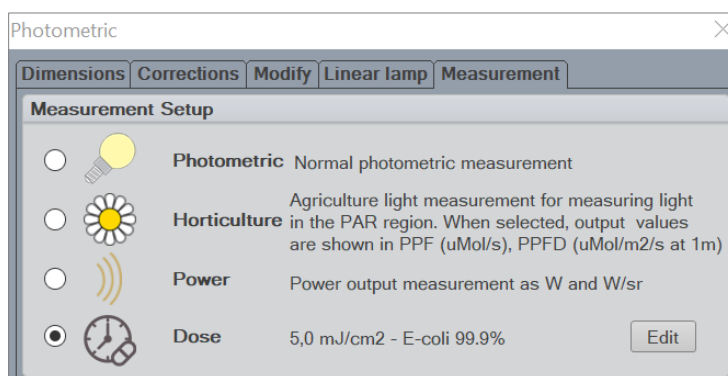 Photometric
Dimensions Corrections Modify Linear lamp Measurement
Measurement Setup
Photometric Normal photometric measurement
Agriculture light measurement for measuring light
Horticulture in the PAR region. When selected, output values
are shown in PPF (uMol/s), PPFD (uMol/m2/s at 1m)
Power Power output measurement as W and W/sr
Dose 5,0 mJ/cm2 - E-coli 99.9% Edit